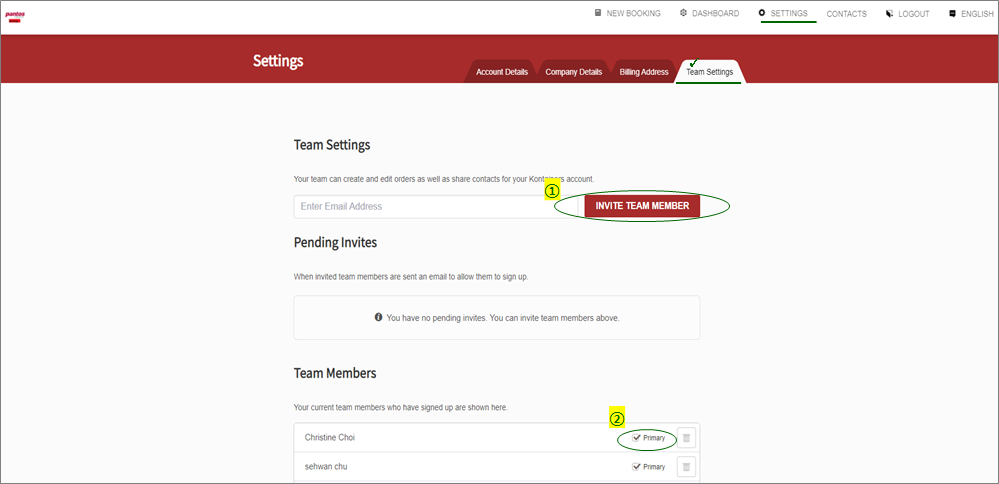 pantos
NEW BOOKING
DASHBOARD
SETTINGS
CONTACTS
LOGOUT
ENGLISH
Settings
Account Details
Company Details
Billing Address
Team Settings
Team Settings
Your team can create and edit orders as well as share contacts for your Kontainers account.
①
Enter Email Address
INVITE TEAM MEMBER
Pending Invites
When invited team members are sent an email to allow them to sign up.
You have no pending invites. You can invite team members above.
Team Members
Your current team members who have signed up are shown here.
②
Christine Choi
Primary
sehwan chu
Primary